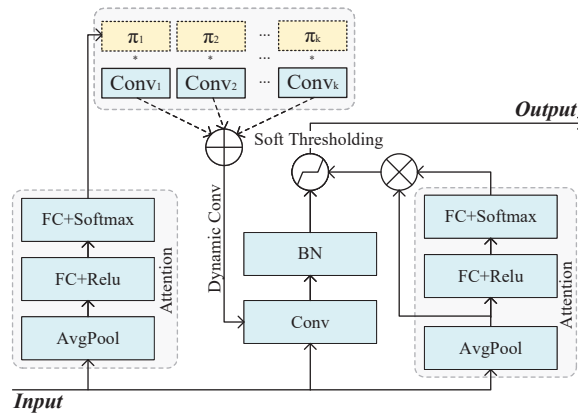 π1 π2 ... πk
* * ... *
Conv1 Conv2 ... Convk
Output
Soft Thresholding
FC+Softmax
FC+Relu
AvgPool
Attention
Dynamic Conv
BN
Conv
FC+Softmax
FC+Relu
AvgPool
Attention
Input